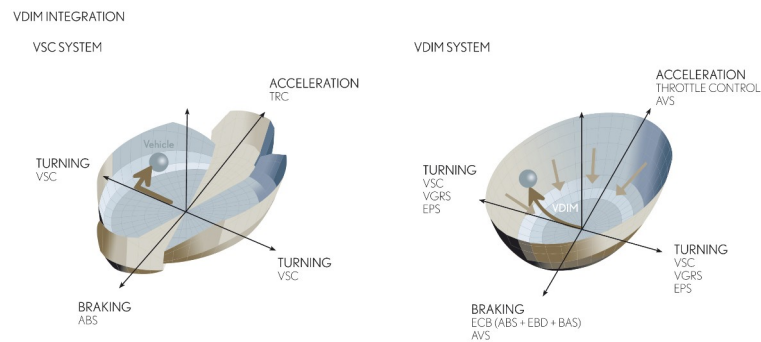 VDIM INTEGRATION
VSC SYSTEM
ACCELERATION
TRC
Vehicle
TURNING
VSC
TURNING
VSC
BRAKING
ABS
VDIM SYSTEM
ACCELERATION
THROTTLE CONTROL
AVS
TURNING
VSC
VGRS
EPS
VDIM
TURNING
VSC
VGRS
EPS
BRAKING
ECB (ABS + EBD + BAS)
AVS